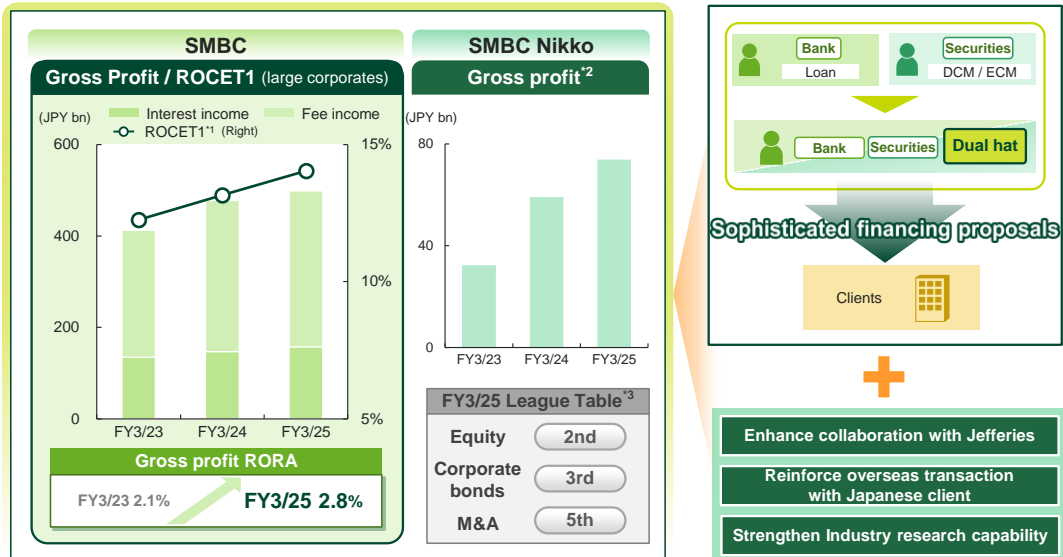 SMBC
Gross Profit / ROCET1 (large corporates)
(JPY bn)
Interest income
Fee income
ROCET1*1 (Right)
600
400
200
0
15%
10%
5%
FY3/23
FY3/24
FY3/25
Gross profit RORA
FY3/23 2.1%
FY3/25 2.8%
SMBC Nikko
Gross profit*2
(JPY bn)
80
40
0
FY3/23
FY3/24
FY3/25
FY3/25 League Table*3
Equity
2nd
Corporate
bonds
3rd
M&A
5th
Bank
Loan
Securities
DCM / ECM
Bank
Securities
Dual hat
Sophisticated financing proposals
Clients
Enhance collaboration with Jefferies
Reinforce overseas transaction
with Japanese client
Strengthen Industry research capability